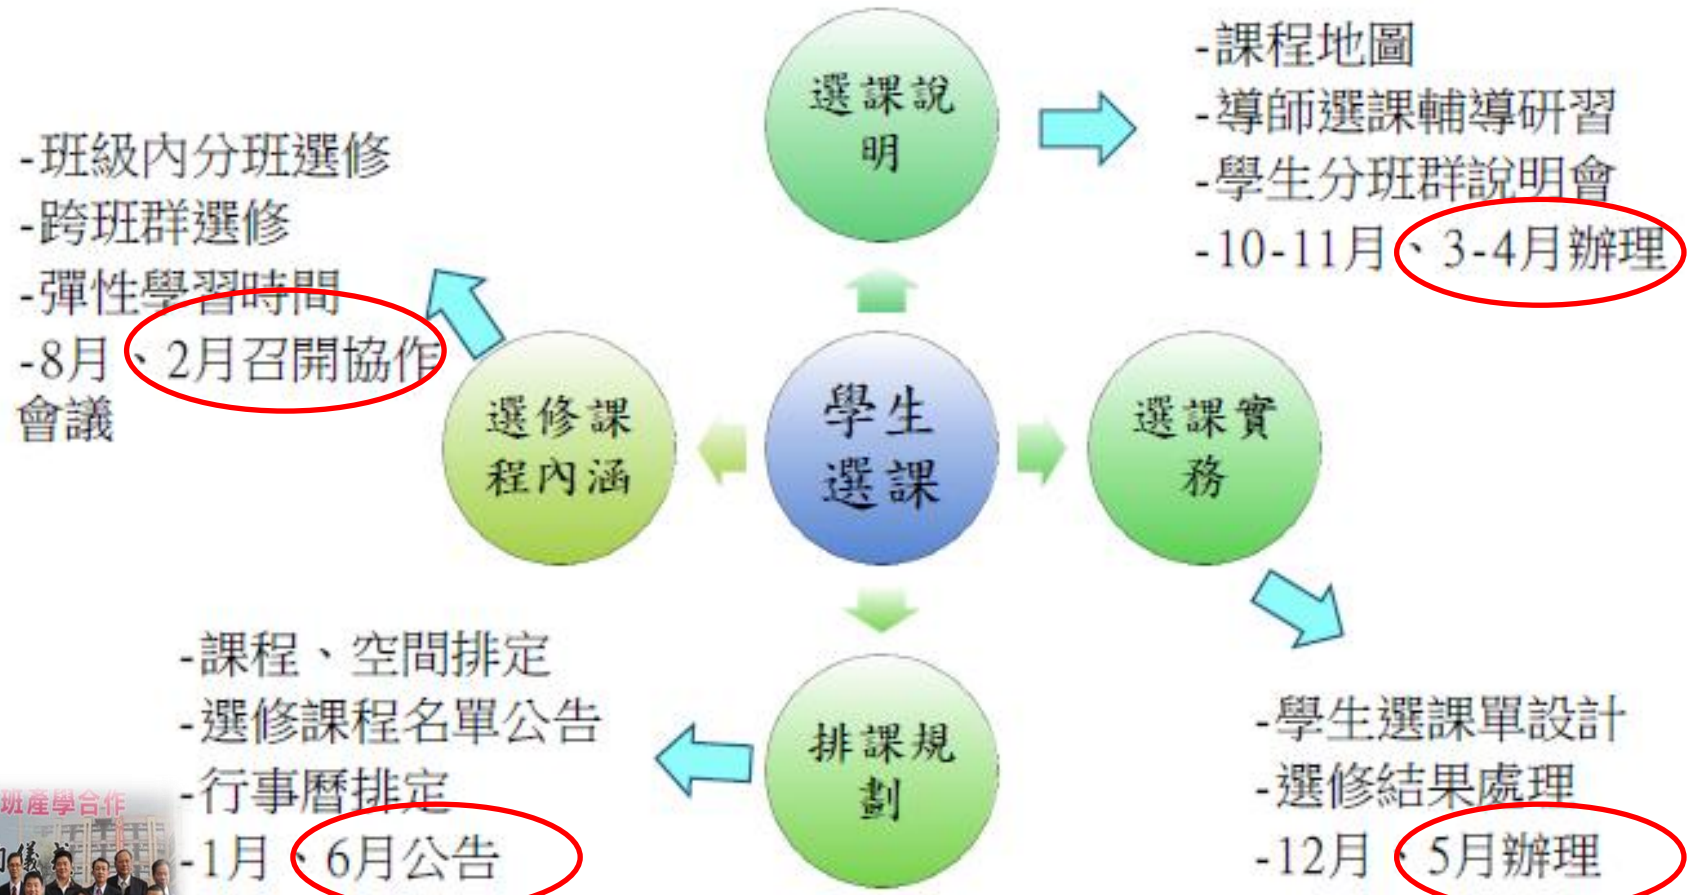 選課說
明
-課程地圖
-導師選課輔導研習
-學生分班群說明會
-10-11月、3-4月辦理
-班級內分班選修
-跨班群選修
-彈性學習時間
-8月、2月召開協作
會議
選修課
程內涵
學生
選課
選課實
務
-課程、空間排定
-選修課程名單公告
-行事曆排定
-1月、6月公告
排課規
劃
-學生選課單設計
-選修結果處理
-12月、5月辦理
班產學合作